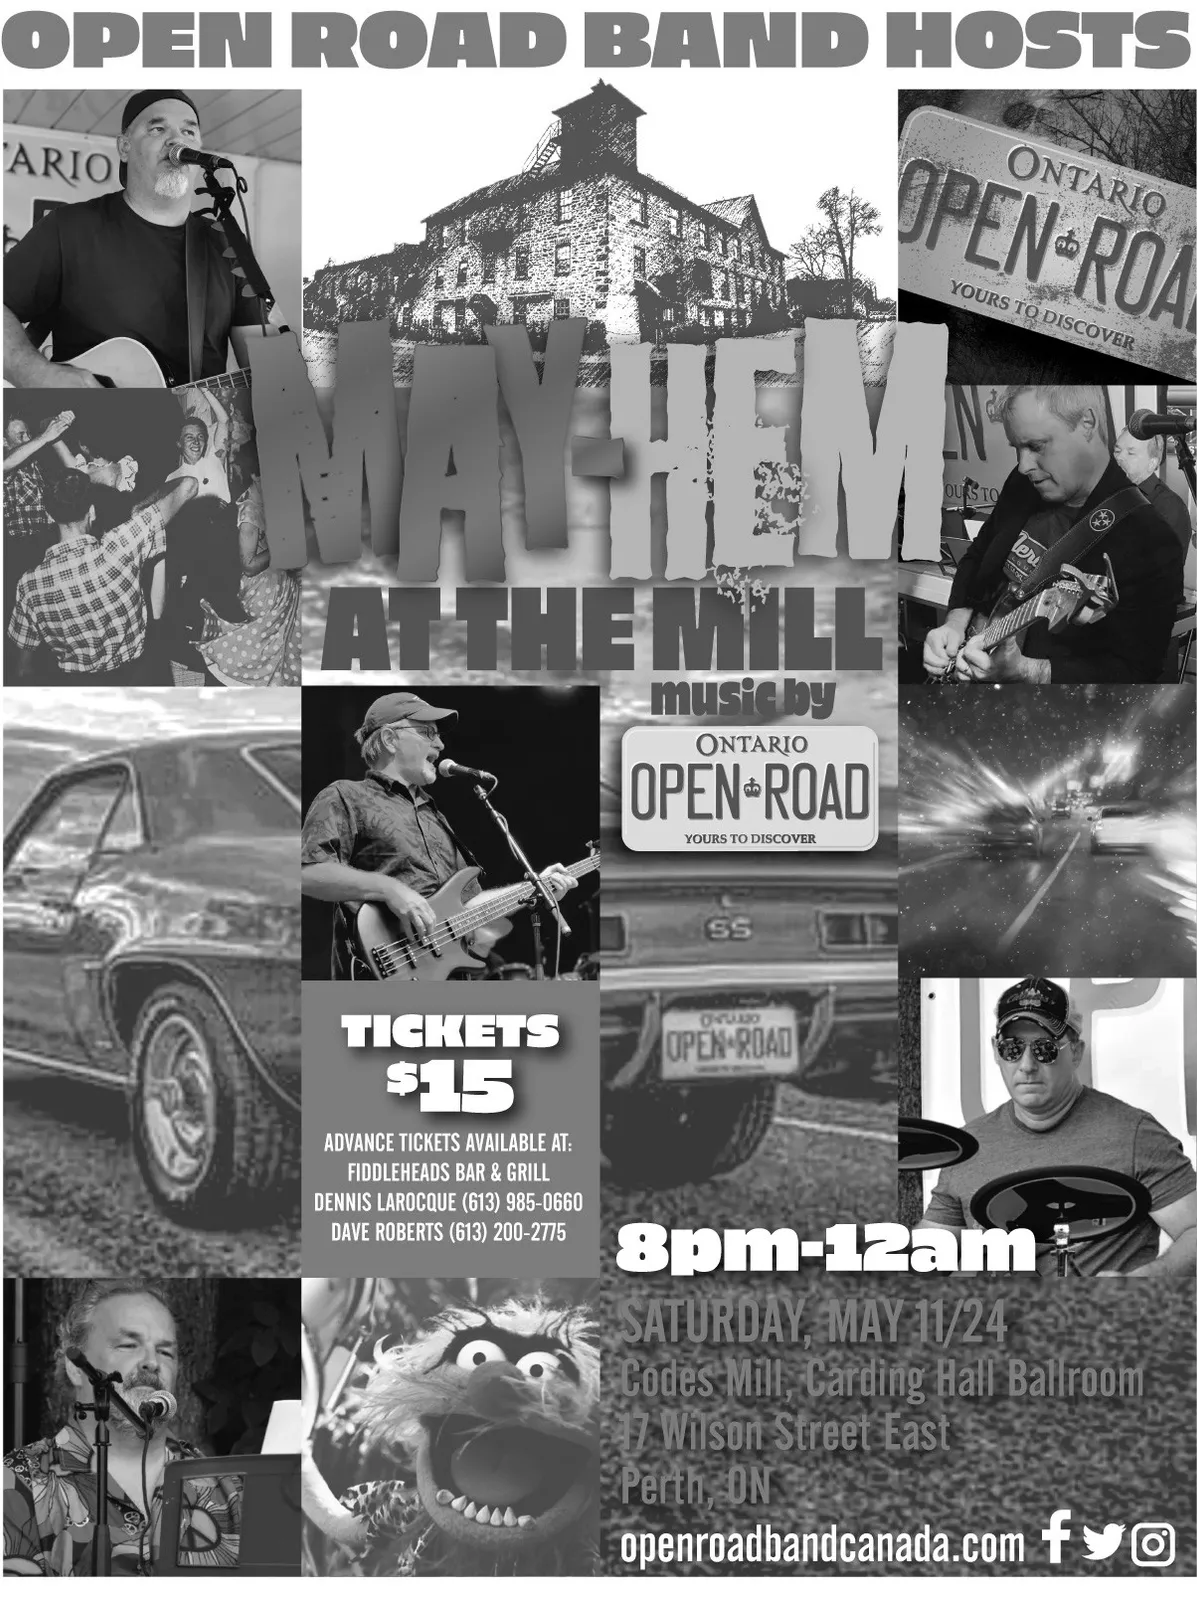 OPEN ROAD BAND HOSTS
TARIO
ONTARIO
OPEN ROA
YOURS TO DISCOVER
MAY-HEM
AT THE MILL
music by
ONTARIO
OPEN ROAD
YOURS TO DISCOVER
SS
ONTARIO
OPEN ROAD
TICKETS
$15
ADVANCE TICKETS AVAILABLE AT:
FIDDLEHEADS BAR & GRILL
DENNIS LAROCQUE (613) 985-0660
DAVE ROBERTS (613) 200-2775
8pm-12am
SATURDAY, MAY 11/24
Codes Mill, Carding Hall Ballroom
17 Wilson Street East
Perth, ON
openroadbandcanada.com